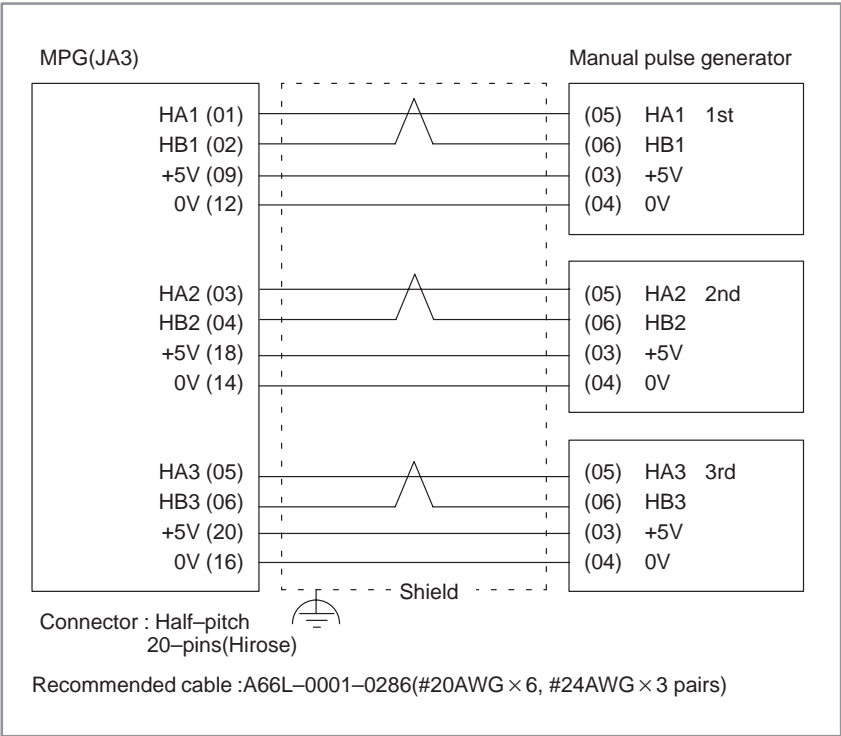 MPG(JA3) Manual pulse generator
HA1 (01) (05) HA1 1st
HB1 (02) (06) HB1
+5V (09) (03) +5V
0V (12) (04) 0V
HA2 (03) (05) HA2 2nd
HB2 (04) (06) HB2
+5V (18) (03) +5V
0V (14) (04) 0V
HA3 (05) (05) HA3 3rd
HB3 (06) (06) HB3
+5V (20) (03) +5V
0V (16) (04) 0V
Shield
Connector : Half–pitch
20–pins(Hirose)
Recommended cable :A66L–0001–0286(#20AWG×6, #24AWG×3 pairs)